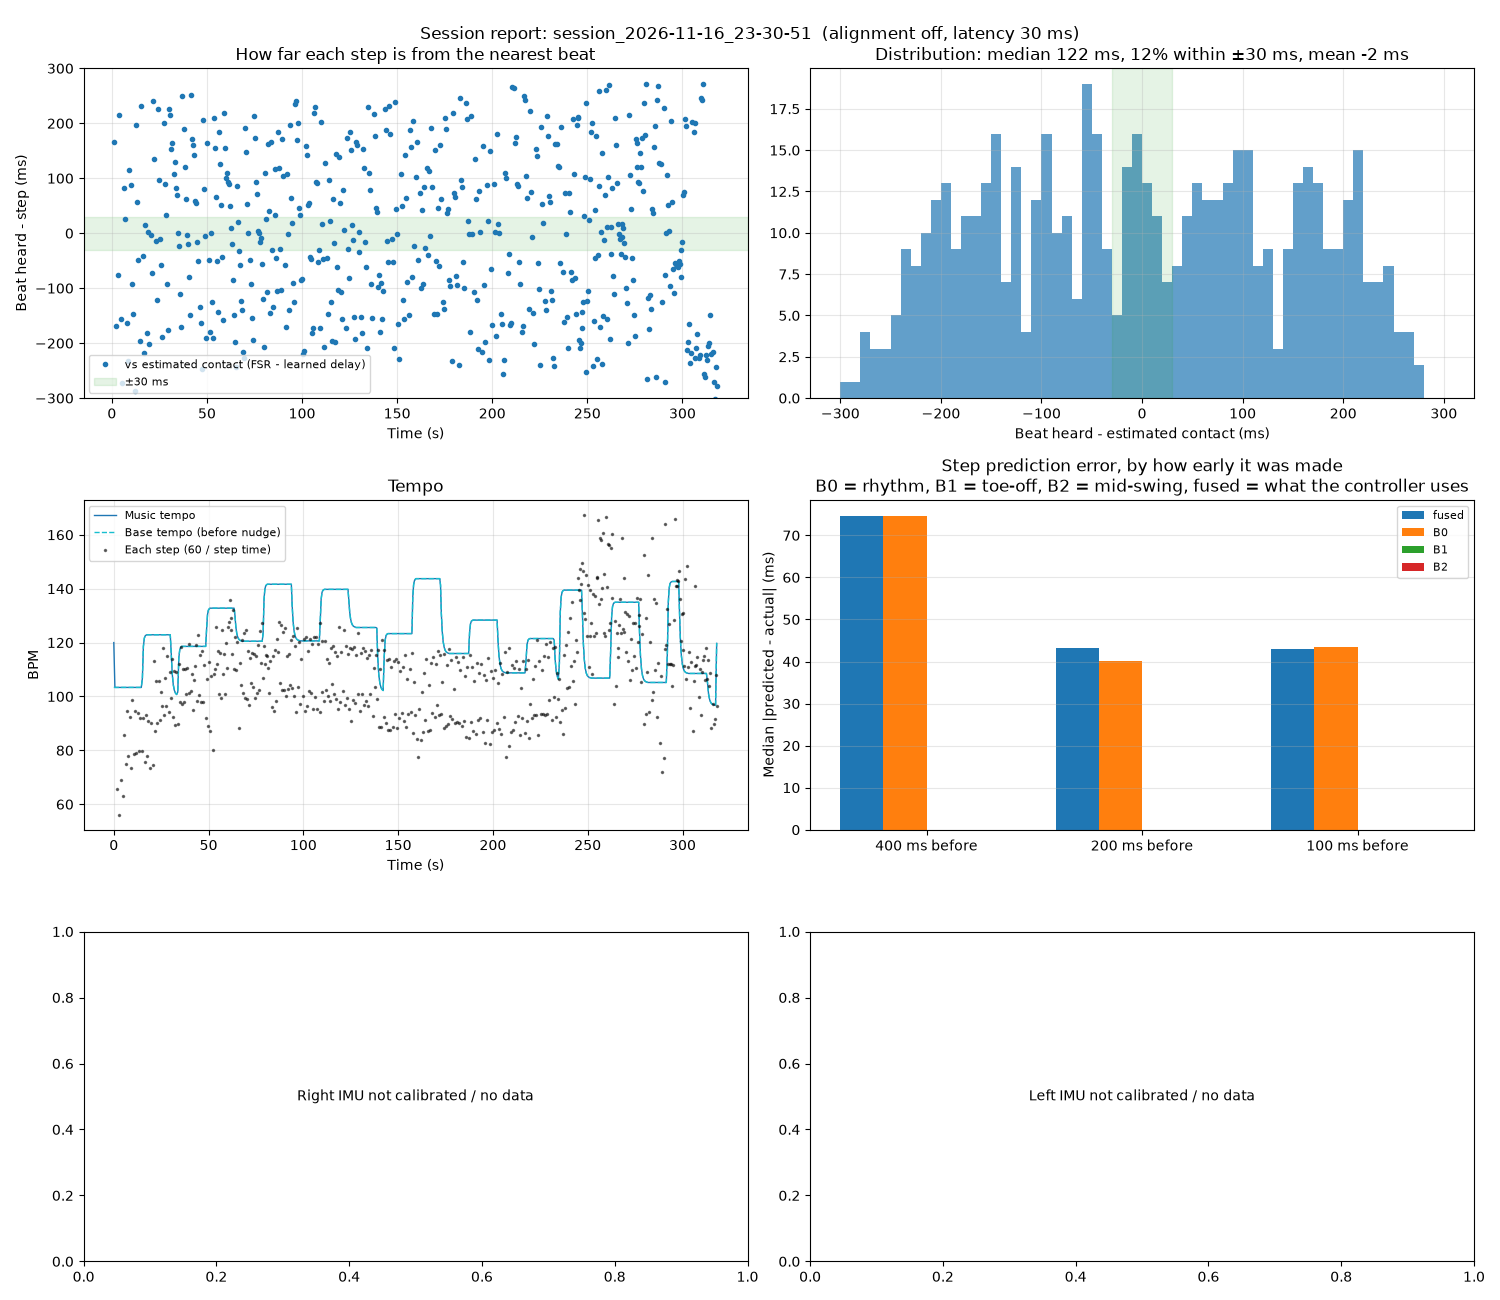 Session report: session_2026-11-16_23-30-51  (alignment off, latency 30 ms)
How far each step is from the nearest beat
300
200
100
0
−100
−200
−300
Beat heard - step (ms)
vs estimated contact (FSR - learned delay)
±30 ms
0 50 100 150 200 250 300
Time (s)
Distribution: median 122 ms, 12% within ±30 ms, mean -2 ms
17.5
15.0
12.5
10.0
7.5
5.0
2.5
0.0
−300 −200 −100 0 100 200 300
Beat heard - estimated contact (ms)
Tempo
160
140
120
100
80
60
BPM
Music tempo
Base tempo (before nudge)
Each step (60 / step time)
0 50 100 150 200 250 300
Time (s)
Step prediction error, by how early it was made
B0 = rhythm, B1 = toe-off, B2 = mid-swing, fused = what the controller uses
70
60
50
40
30
20
10
0
Median |predicted - actual| (ms)
fused
B0
B1
B2
400 ms before 200 ms before 100 ms before
1.0
0.8
0.6
0.4
0.2
0.0
Right IMU not calibrated / no data
0.0 0.2 0.4 0.6 0.8 1.0
1.0
0.8
0.6
0.4
0.2
0.0
Left IMU not calibrated / no data
0.0 0.2 0.4 0.6 0.8 1.0